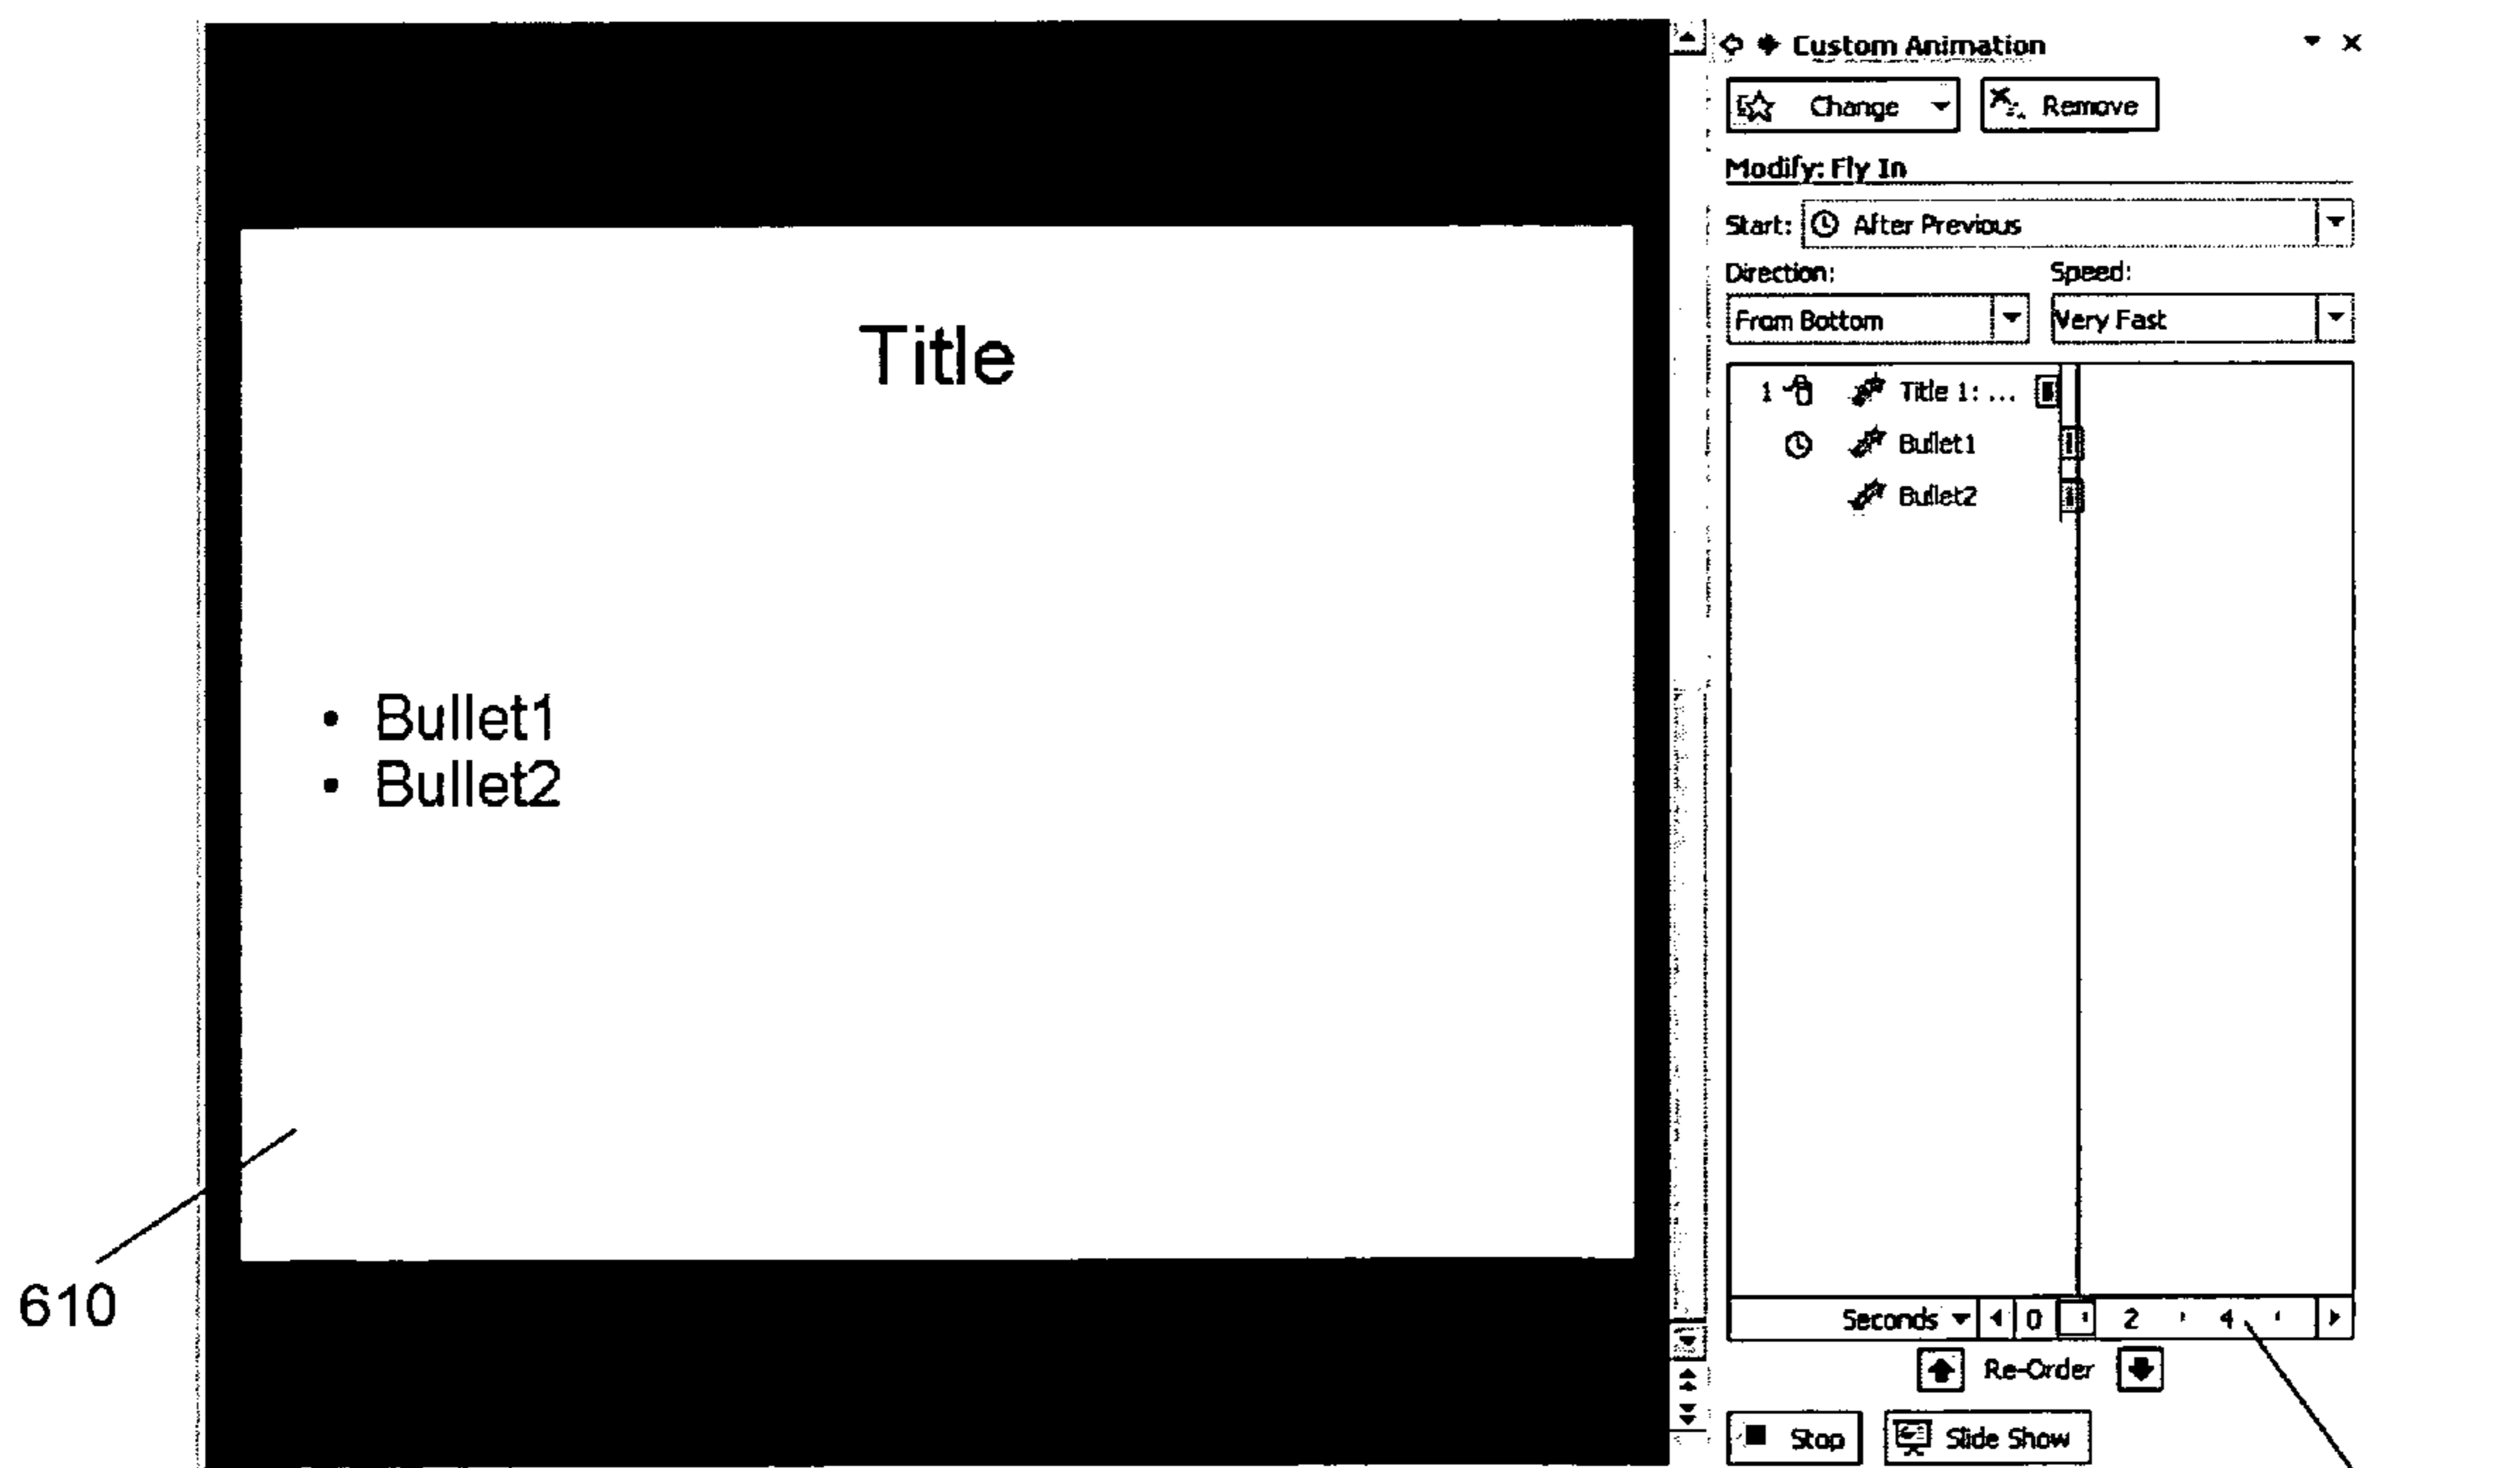 Title
• Bullet1
• Bullet2
610
Custom Animation
Change
Remove
Modify: Fly In
Start: After Previous
Direction: Speed:
From Bottom Very Fast
1 Title 1: ...
Bullet1
Bullet2
Seconds 0 2 4
Re-Order
Stop Slide Show